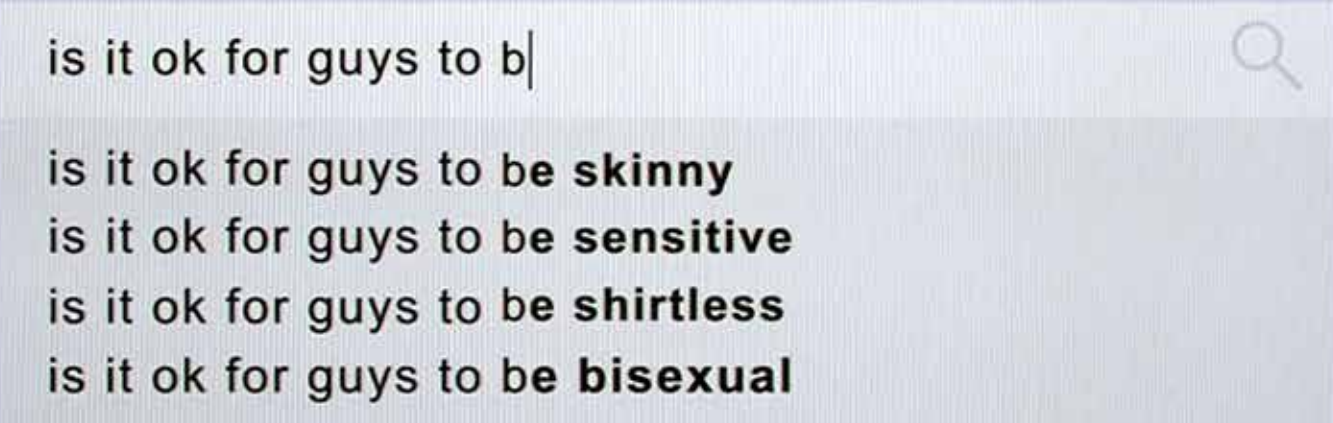 is it ok for guys to b
is it ok for guys to be skinny
is it ok for guys to be sensitive
is it ok for guys to be shirtless
is it ok for guys to be bisexual